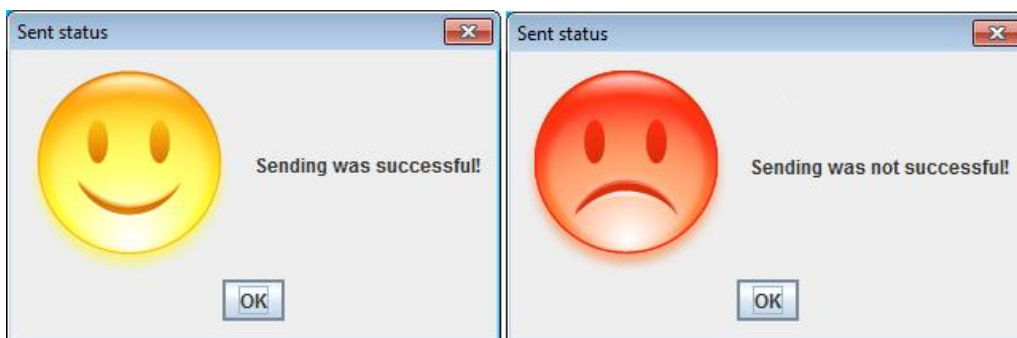 Sent status
Sending was successful!
OK
Sent status
Sending was not successful!
OK